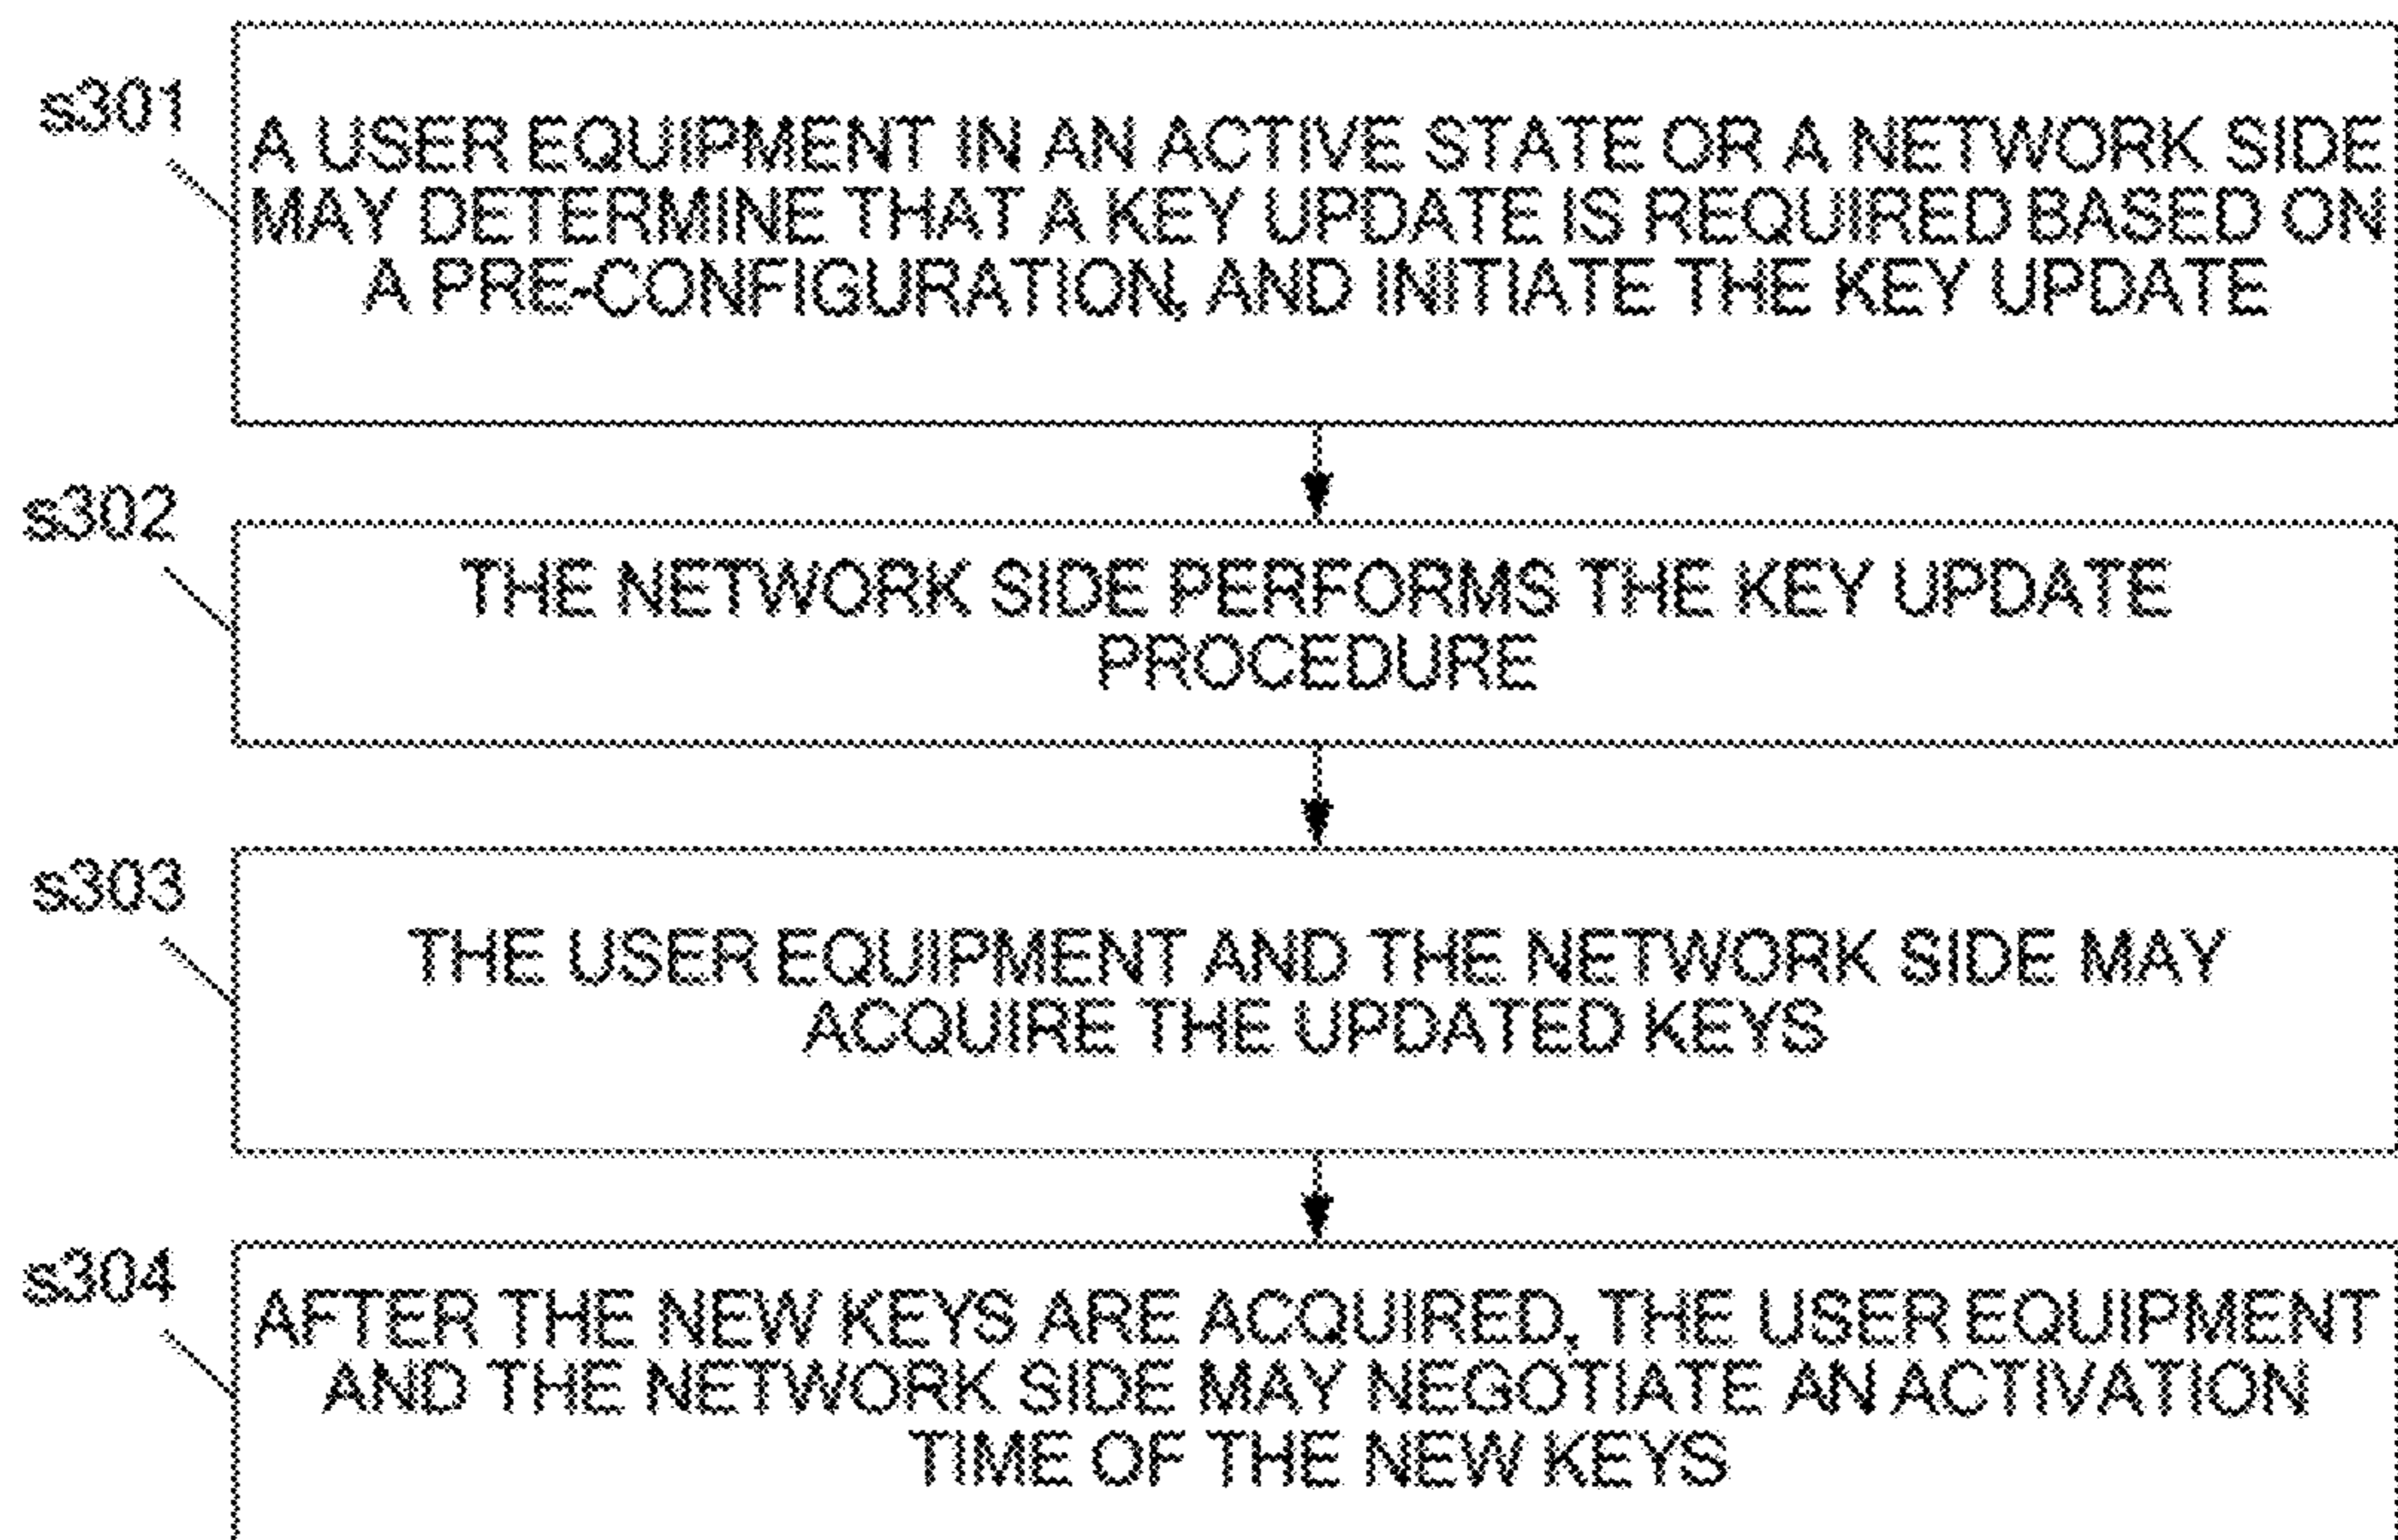 s301
A USER EQUIPMENT IN AN ACTIVE STATE OR A NETWORK SIDE
MAY DETERMINE THAT A KEY UPDATE IS REQUIRED BASED ON
A PRE-CONFIGURATION, AND INITIATE THE KEY UPDATE
s302
THE NETWORK SIDE PERFORMS THE KEY UPDATE
PROCEDURE
s303
THE USER EQUIPMENT AND THE NETWORK SIDE MAY
ACQUIRE THE UPDATED KEYS
s304
AFTER THE NEW KEYS ARE ACQUIRED, THE USER EQUIPMENT
AND THE NETWORK SIDE MAY NEGOTIATE AN ACTIVATION
TIME OF THE NEW KEYS